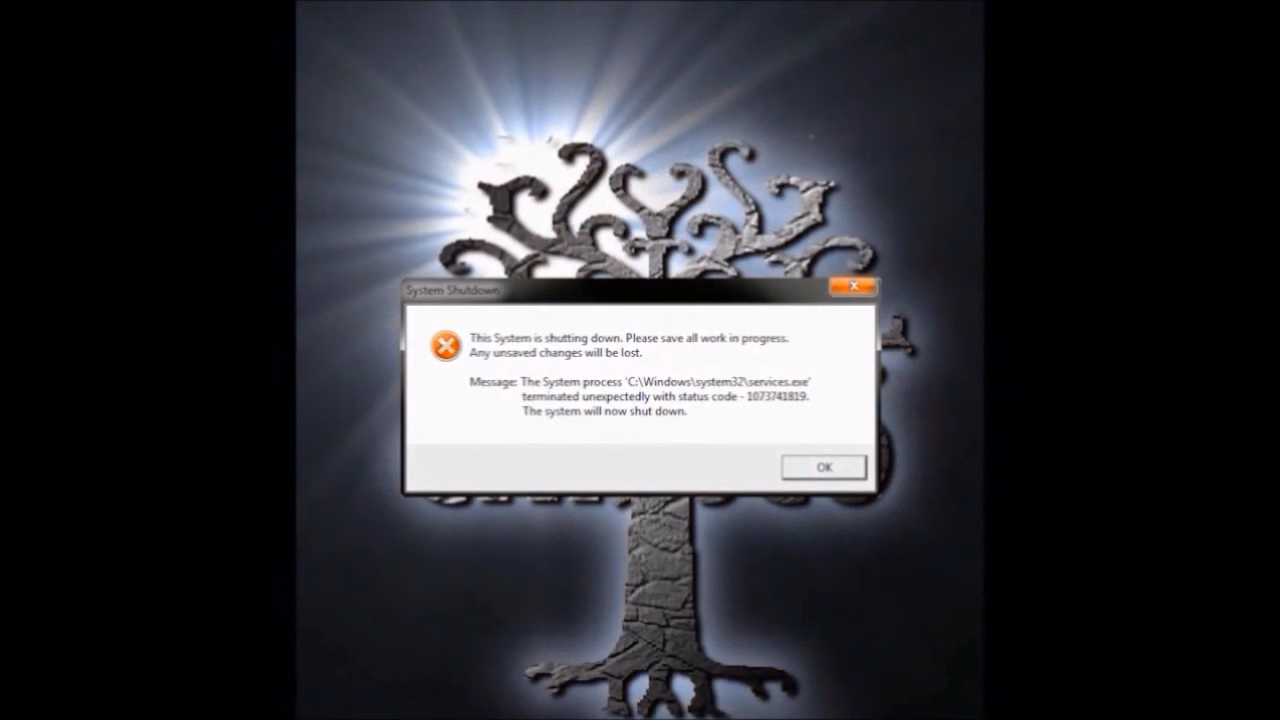 System Shutdown
This System is shutting down. Please save all work in progress.
Any unsaved changes will be lost.
Message: The System process 'C:\Windows\system32\services.exe'
terminated unexpectedly with status code - 1073741819.
The system will now shut down.
OK